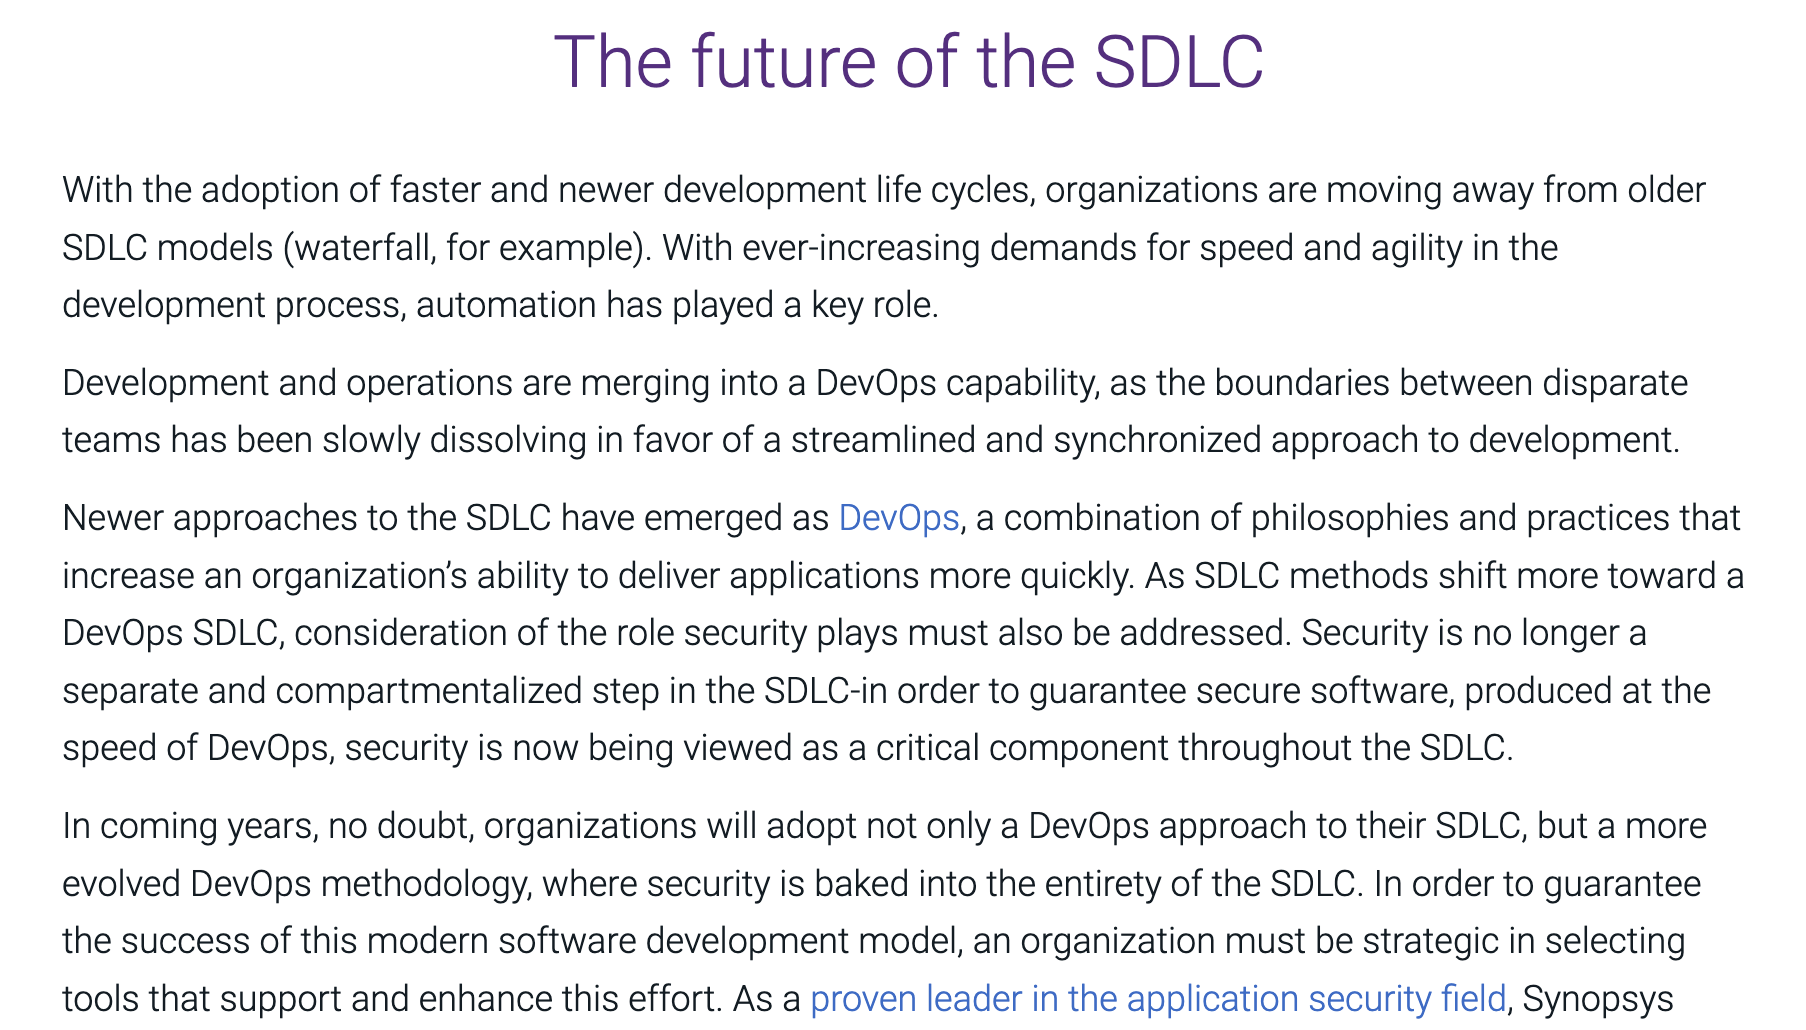 The future of the SDLC
With the adoption of faster and newer development life cycles, organizations are moving away from older
SDLC models (waterfall, for example). With ever-increasing demands for speed and agility in the
development process, automation has played a key role.
Development and operations are merging into a DevOps capability, as the boundaries between disparate
teams has been slowly dissolving in favor of a streamlined and synchronized approach to development.
Newer approaches to the SDLC have emerged as DevOps, a combination of philosophies and practices that
increase an organization’s ability to deliver applications more quickly. As SDLC methods shift more toward a
DevOps SDLC, consideration of the role security plays must also be addressed. Security is no longer a
separate and compartmentalized step in the SDLC-in order to guarantee secure software, produced at the
speed of DevOps, security is now being viewed as a critical component throughout the SDLC.
In coming years, no doubt, organizations will adopt not only a DevOps approach to their SDLC, but a more
evolved DevOps methodology, where security is baked into the entirety of the SDLC. In order to guarantee
the success of this modern software development model, an organization must be strategic in selecting
tools that support and enhance this effort. As a proven leader in the application security field, Synopsys